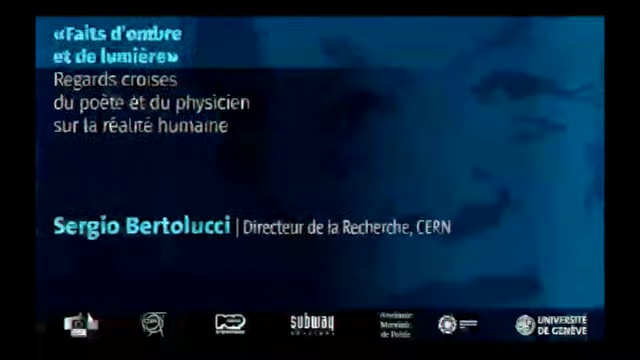 «Faits d'ombre
et de lumière»
Regards croises
du poète et du physicien
sur la réalité humaine
Sergio Bertolucci | Directeur de la Recherche, CERN
subway
UNIVERSITÉ
DE GENÈVE